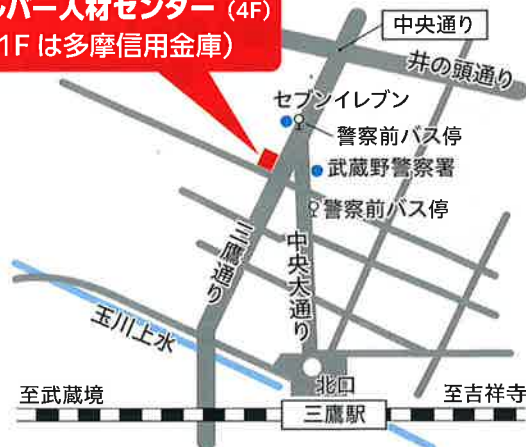 ルバー人材センター（4F）
1F は多摩信用金庫）
中央通り
井の頭通り
セブンイレブン
警察前バス停
武蔵野警察署
警察前バス停
三鷹通り
中央大通り
玉川上水
北口
至武蔵境
三鷹駅
至吉祥寺